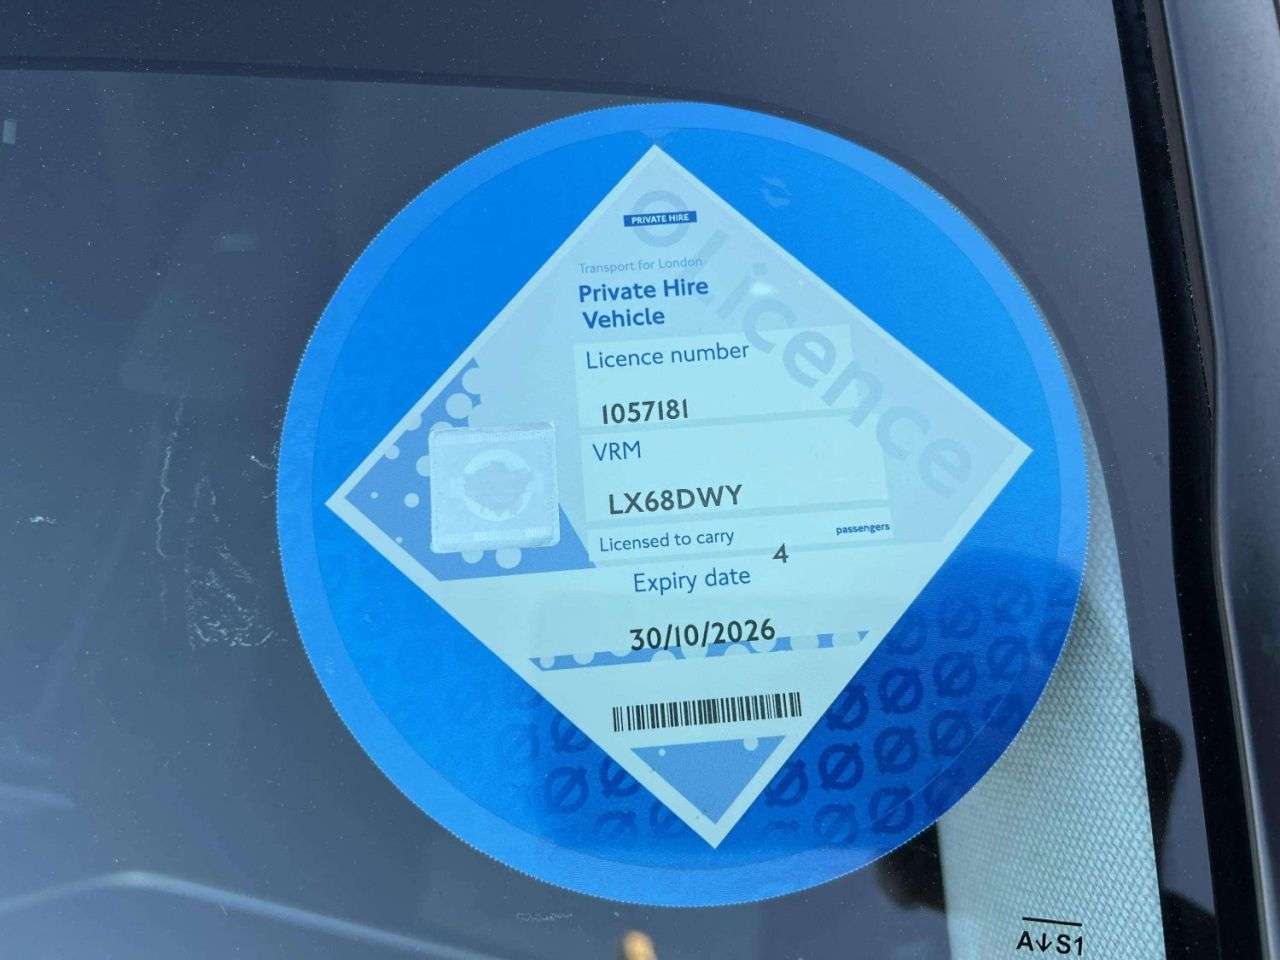 PRIVATE HIRE
Transport for London
Private Hire
Vehicle
Licence
Licence number
1057181
VRM
LX68DWY
Licensed to carry 4 passengers
Expiry date
30/10/2026
A↓S1